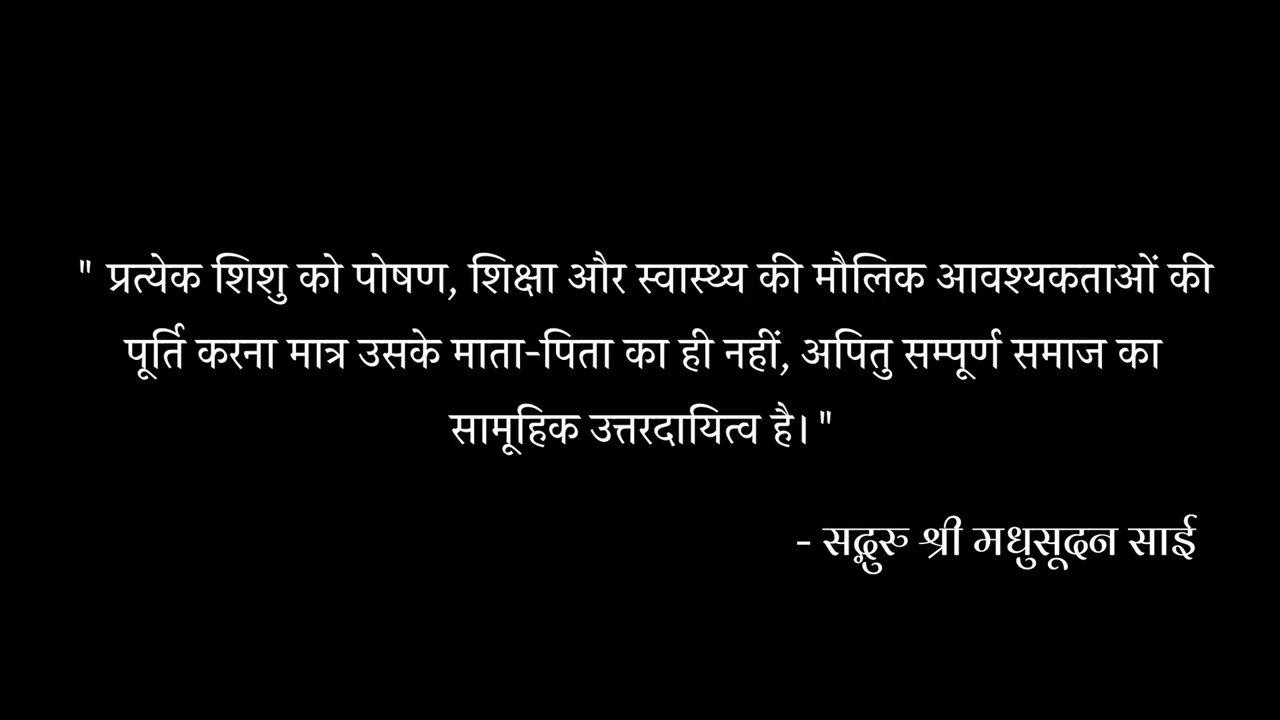 " प्रत्येक शिशु को पोषण, शिक्षा और स्वास्थ्य की मौलिक आवश्यकताओं की
पूर्ति करना मात्र उसके माता-पिता का ही नहीं, अपितु सम्पूर्ण समाज का
सामूहिक उत्तरदायित्व है। "
- सद्गुरु श्री मधुसूदन साई